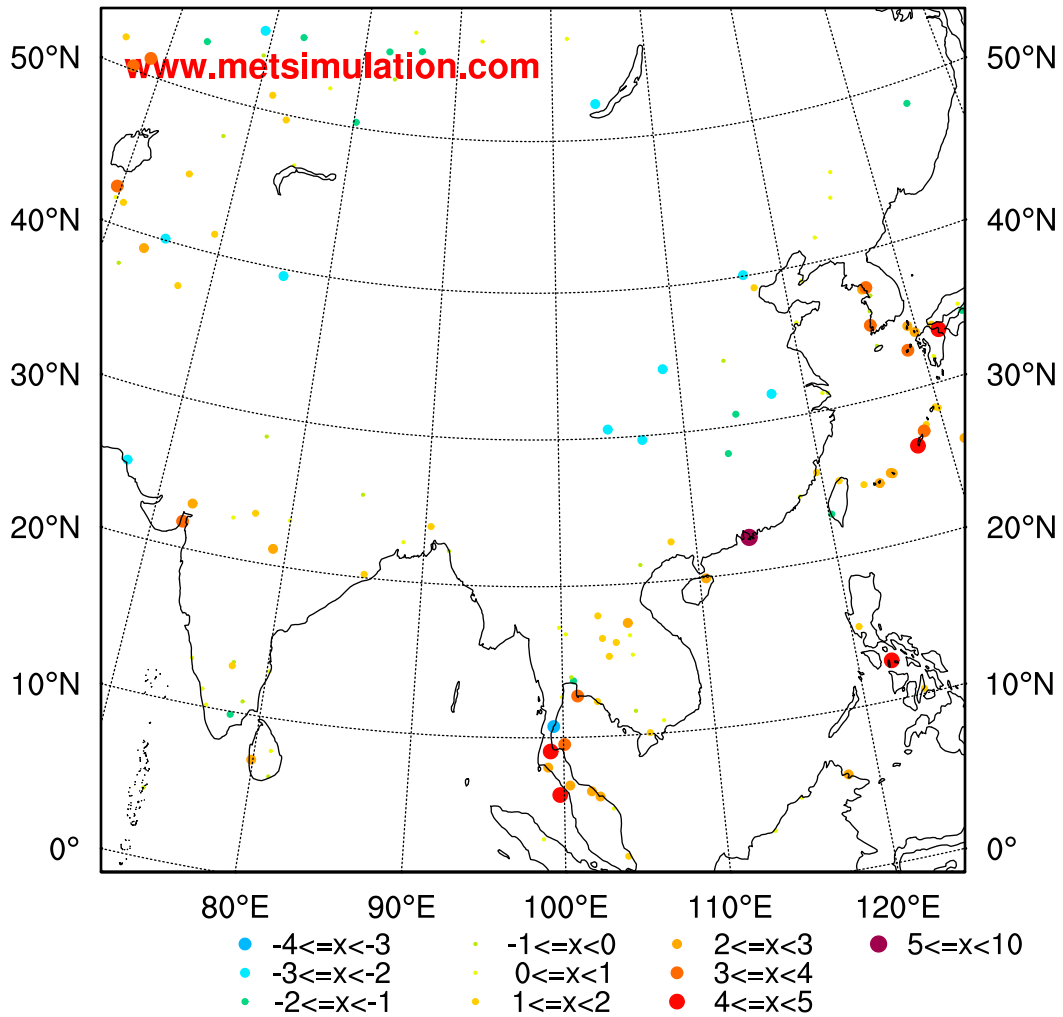 50°N 50°N
www.metsimulation.com
40°N 40°N
30°N 30°N
20°N 20°N
10°N 10°N
0° 0°
80°E 90°E 100°E 110°E 120°E
-4<=x<-3 -1<=x<0 2<=x<3 5<=x<10
-3<=x<-2 0<=x<1 3<=x<4
-2<=x<-1 1<=x<2 4<=x<5